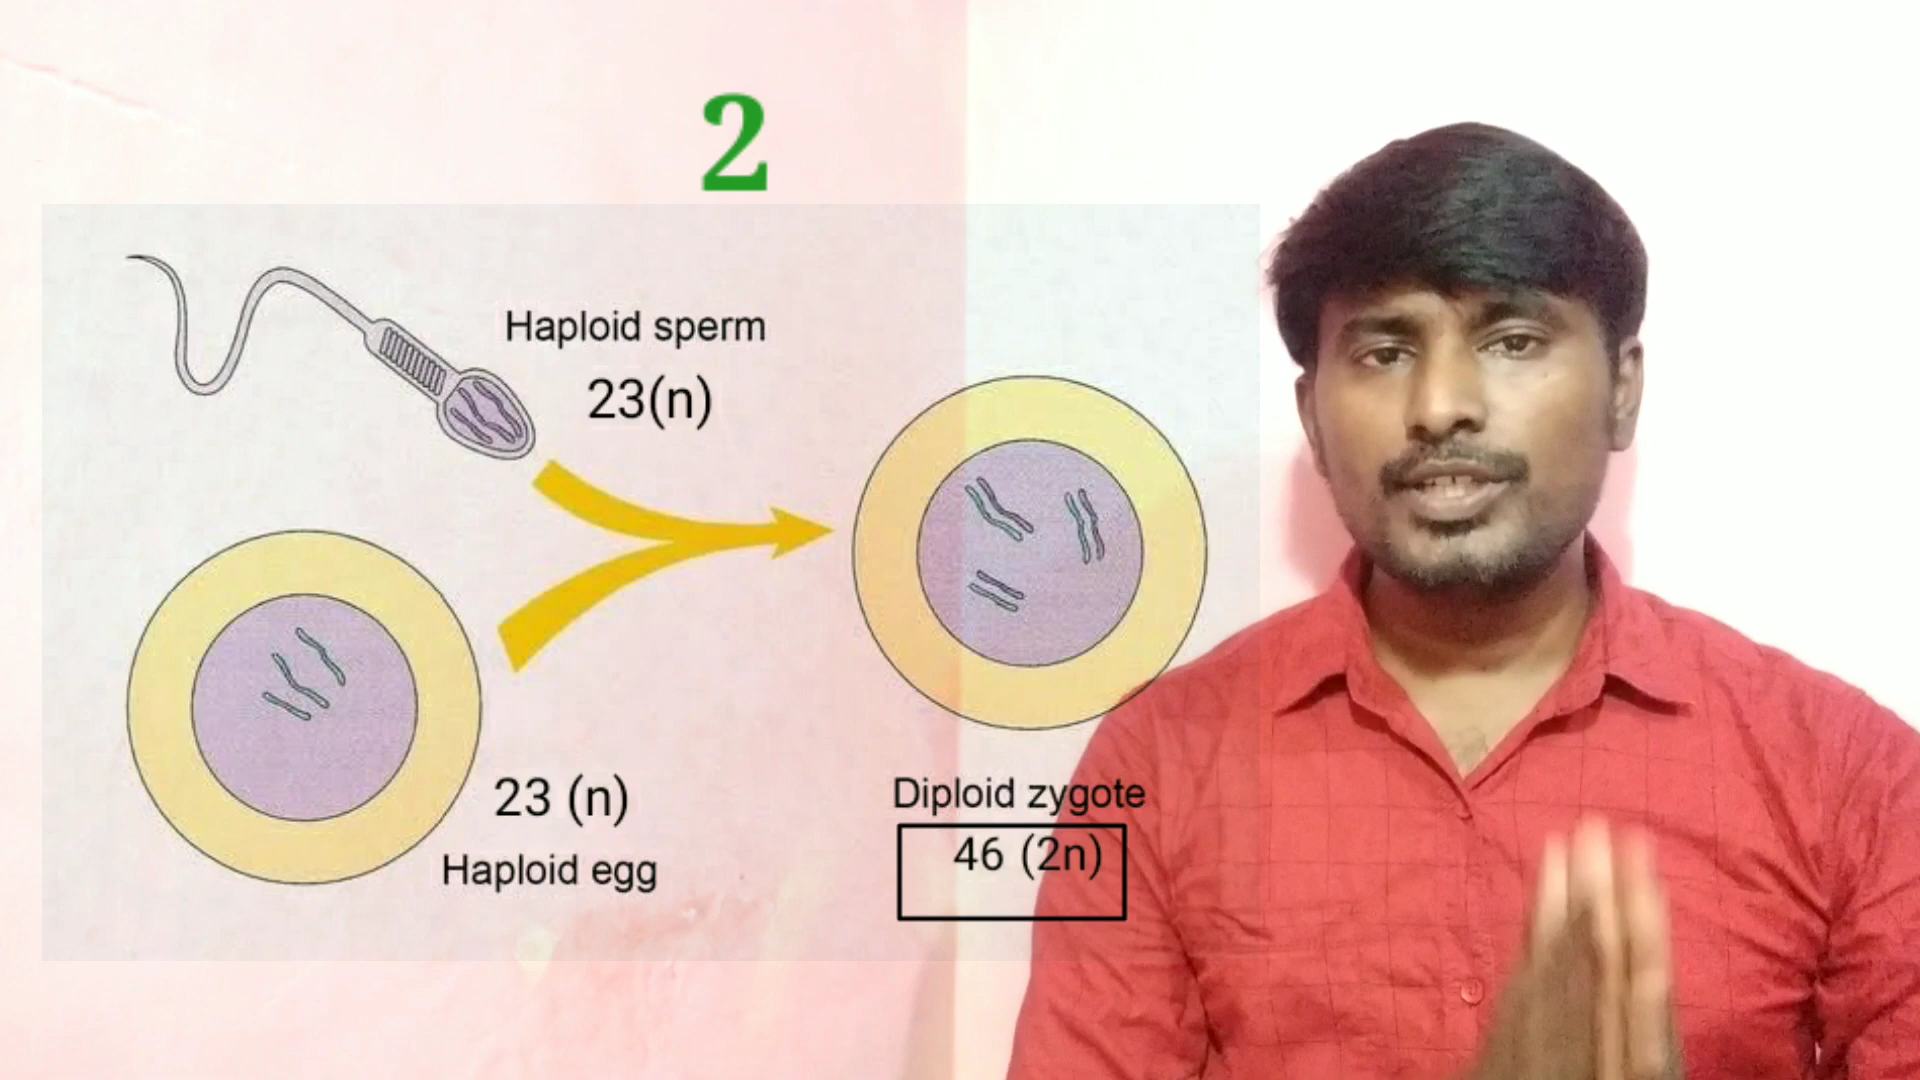 2
Haploid sperm
23(n)
23 (n)
Haploid egg
Diploid zygote
46 (2n)